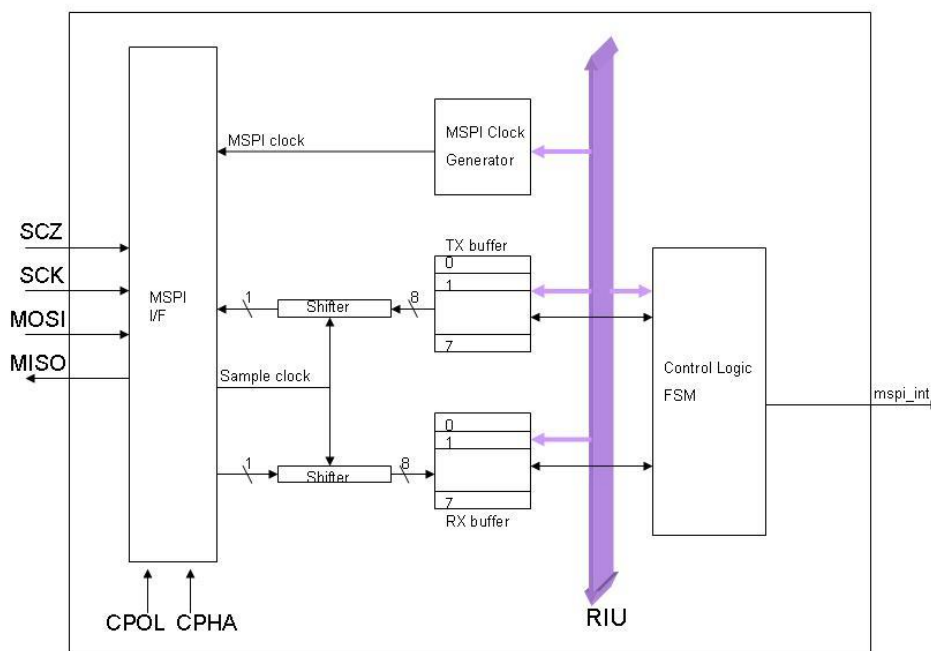 MSPI Clock
Generator
MSPI clock
SCZ
SCK
MOSI
MISO
MSPI
I/F
TX buffer
0
1
7
1
Shifter
8
Sample clock
Control Logic
FSM
mspi_int
0
1
7
RX buffer
1
Shifter
8
CPOL
CPHA
RIU